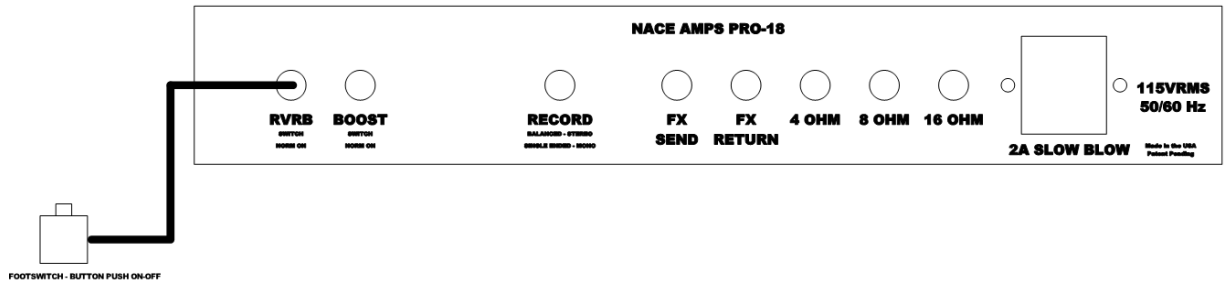 NACE AMPS PRO-18
RVRB
SWITCH
NORM ON
BOOST
SWITCH
NORM ON
RECORD
BALANCED - STEREO
SINGLE ENDED - MONO
FX
SEND
FX
RETURN
4 OHM
8 OHM
16 OHM
2A SLOW BLOW
115VRMS
50/60 Hz
Made in the USA
Patent Pending
FOOTSWITCH - BUTTON PUSH ON-OFF